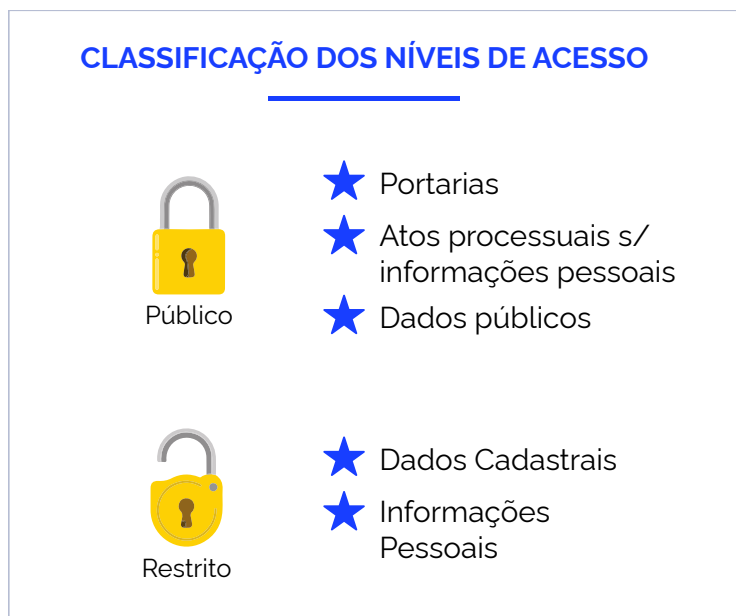 CLASSIFICAÇÃO DOS NÍVEIS DE ACESSO
Público
Portarias
Atos processuais s/
informações pessoais
Dados públicos
Restrito
Dados Cadastrais
Informações
Pessoais